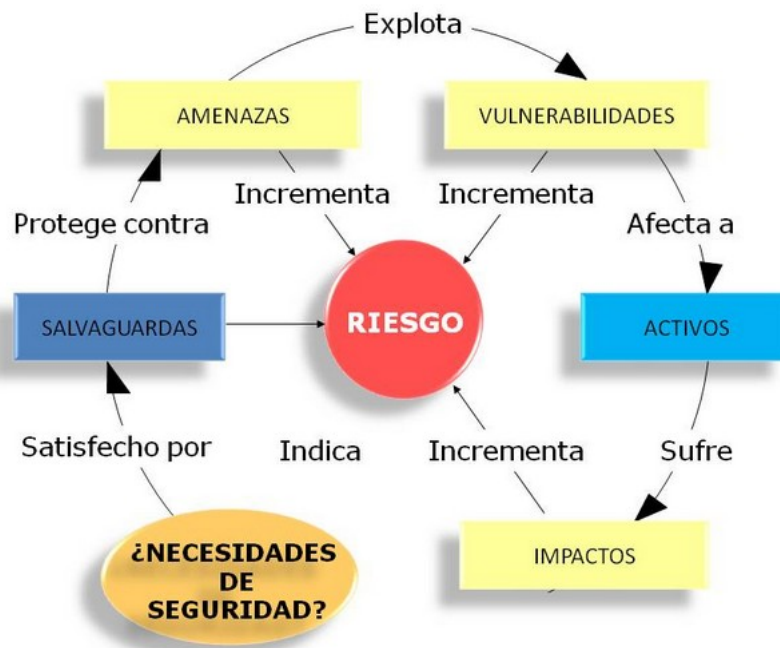 Explota
AMENAZAS
VULNERABILIDADES
Incrementa
Incrementa
Protege contra
Afecta a
SALVAGUARDAS
RIESGO
ACTIVOS
Satisfecho por
Indica
Incrementa
Sufre
¿NECESIDADES
DE
SEGURIDAD?
IMPACTOS